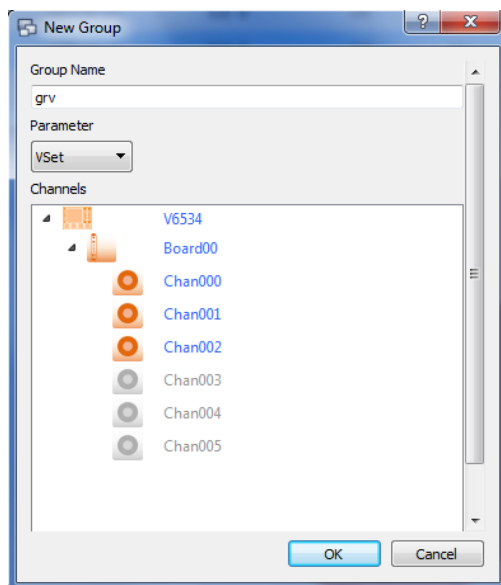 New Group
Group Name
grv
Parameter
VSet
Channels
V6534
Board00
Chan000
Chan001
Chan002
Chan003
Chan004
Chan005
OK Cancel